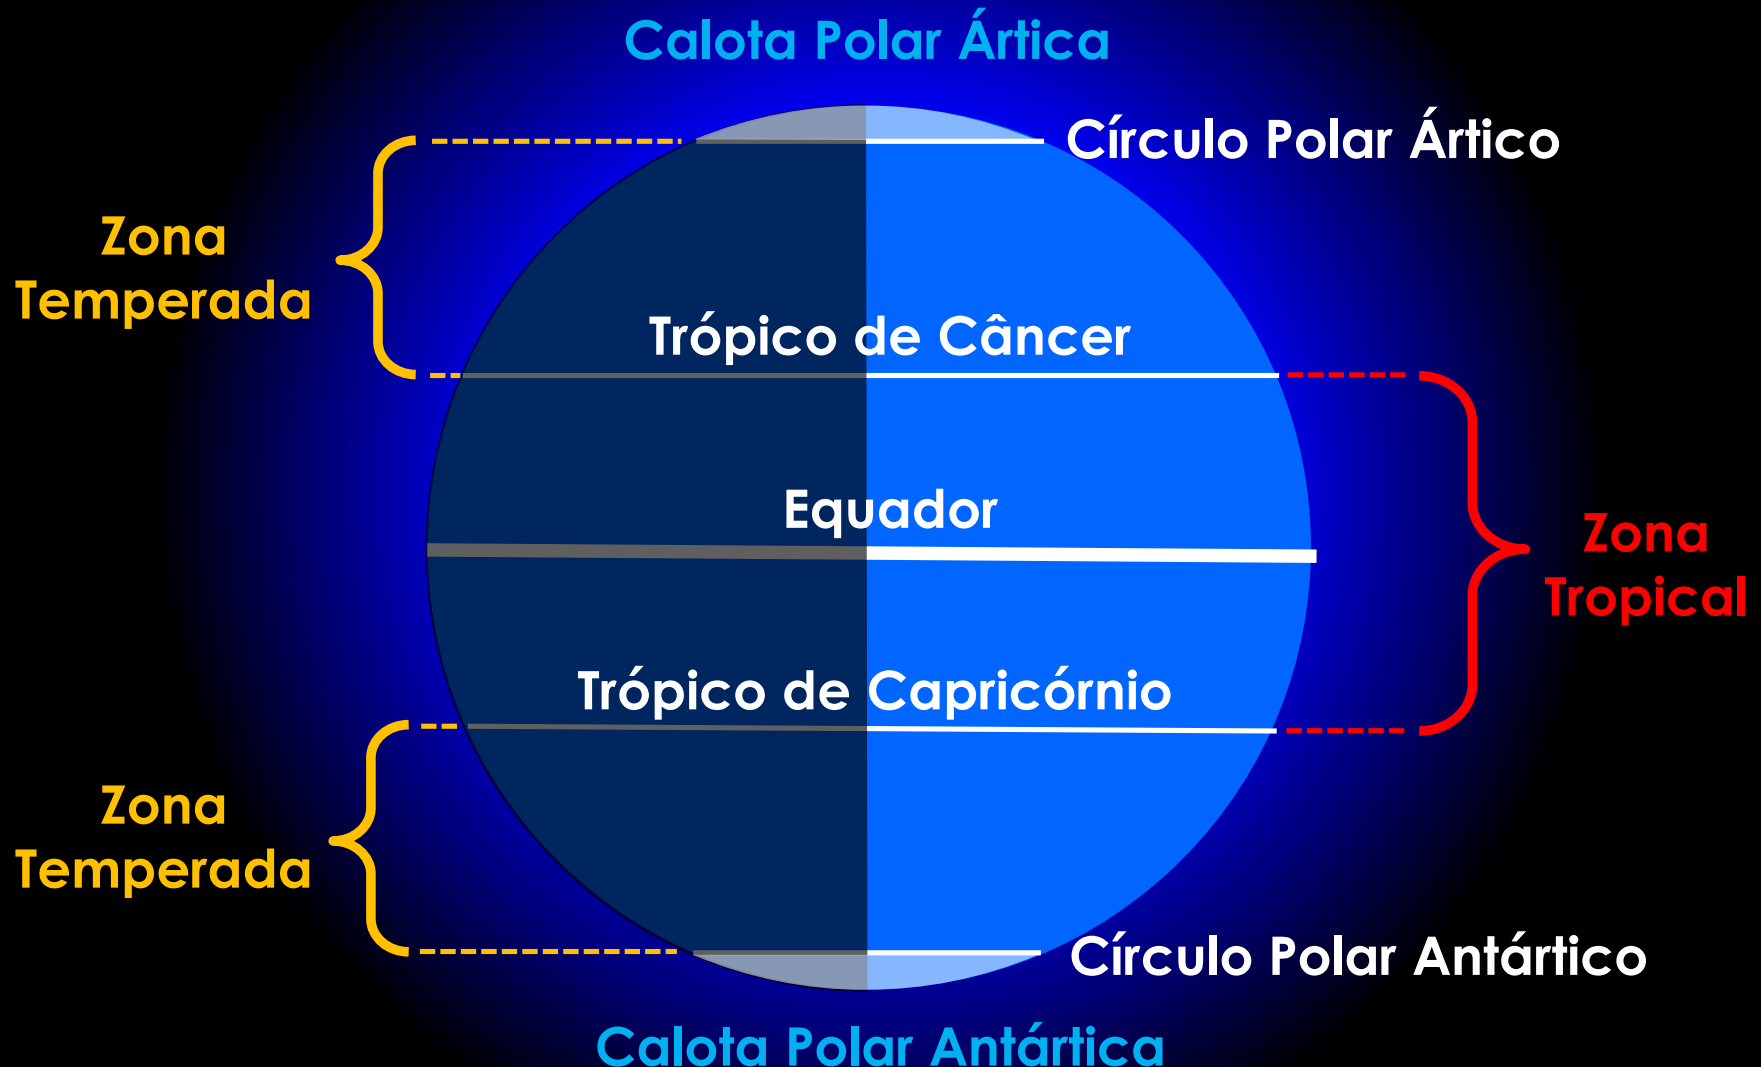 Calota Polar Ártica
Círculo Polar Ártico
Zona
Temperada
Trópico de Câncer
Equador
Zona
Tropical
Trópico de Capricórnio
Zona
Temperada
Círculo Polar Antártico
Calota Polar Antártica